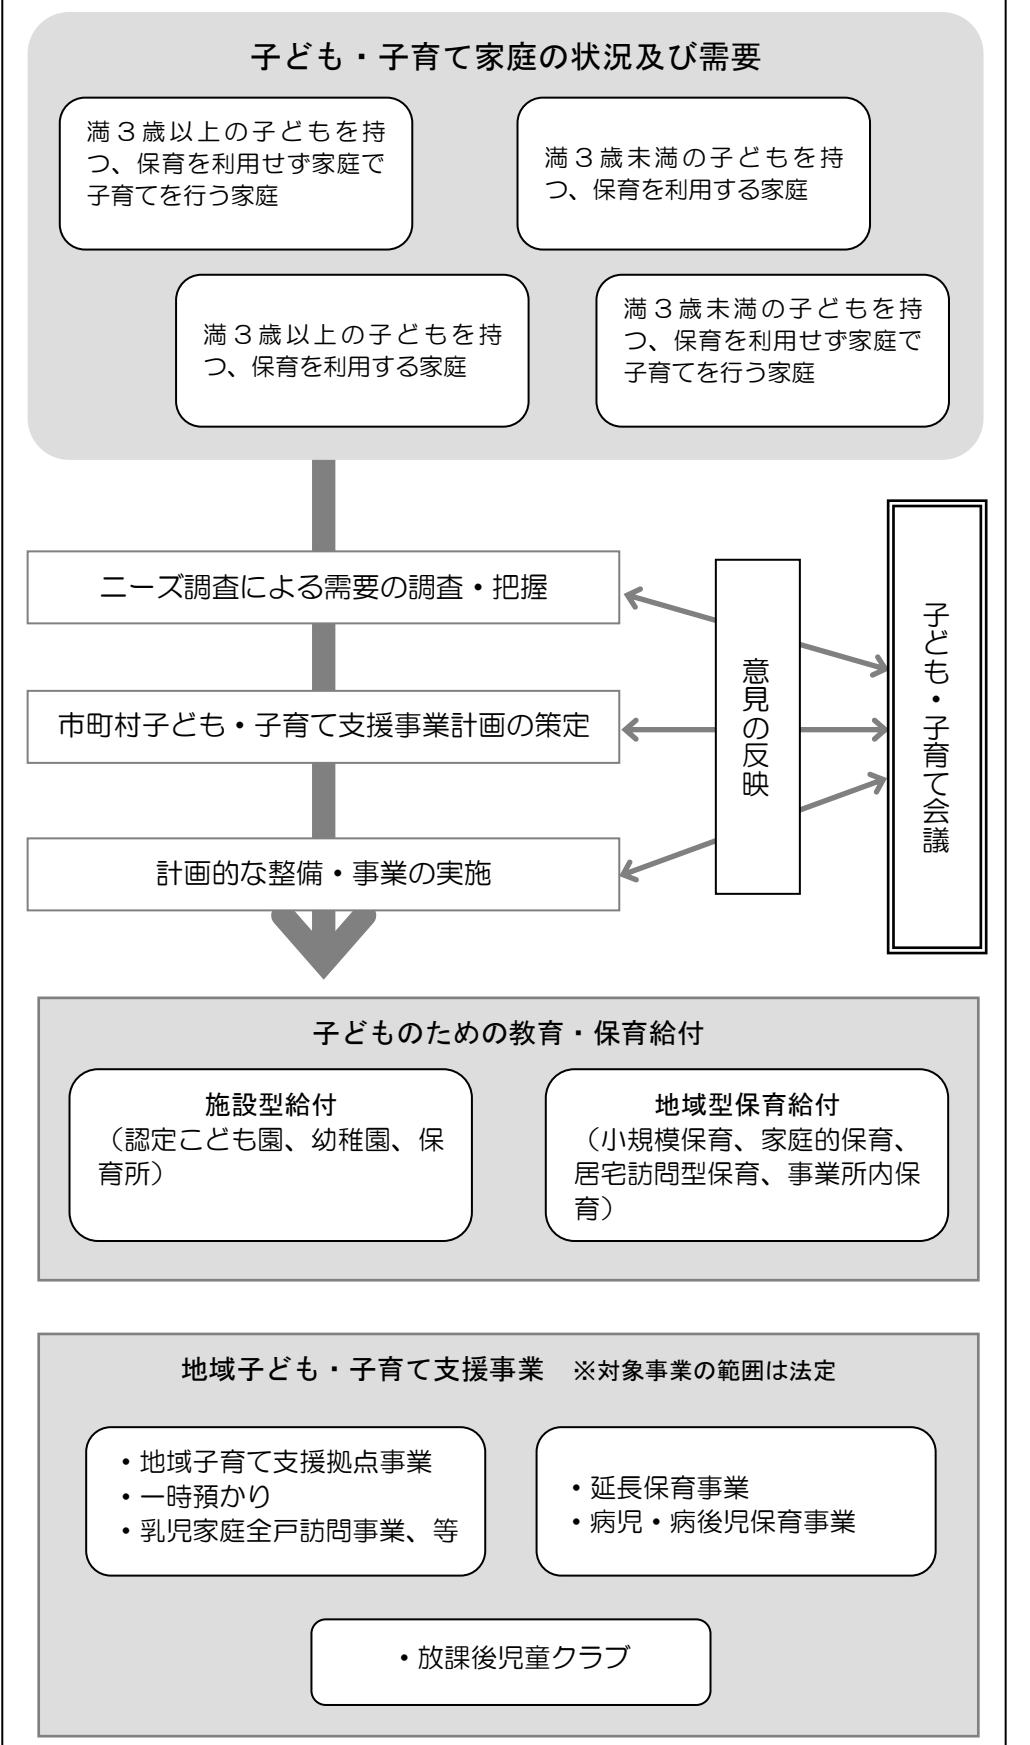 子ども・子育て家庭の状況及び需要
満３歳以上の子どもを持
つ、保育を利用せず家庭で
子育てを行う家庭
満３歳未満の子どもを持
つ、保育を利用する家庭
満３歳以上の子どもを持
つ、保育を利用する家庭
満３歳未満の子どもを持
つ、保育を利用せず家庭で
子育てを行う家庭
ニーズ調査による需要の調査・把握
市町村子ども・子育て支援事業計画の策定
計画的な整備・事業の実施
意見の反映
子ども・子育て会議
子どものための教育・保育給付
施設型給付
（認定こども園、幼稚園、保
育所）
地域型保育給付
（小規模保育、家庭的保育、
居宅訪問型保育、事業所内保
育）
地域子ども・子育て支援事業　※対象事業の範囲は法定
・地域子育て支援拠点事業
・一時預かり
・乳児家庭全戸訪問事業、等
・延長保育事業
・病児・病後児保育事業
・放課後児童クラブ